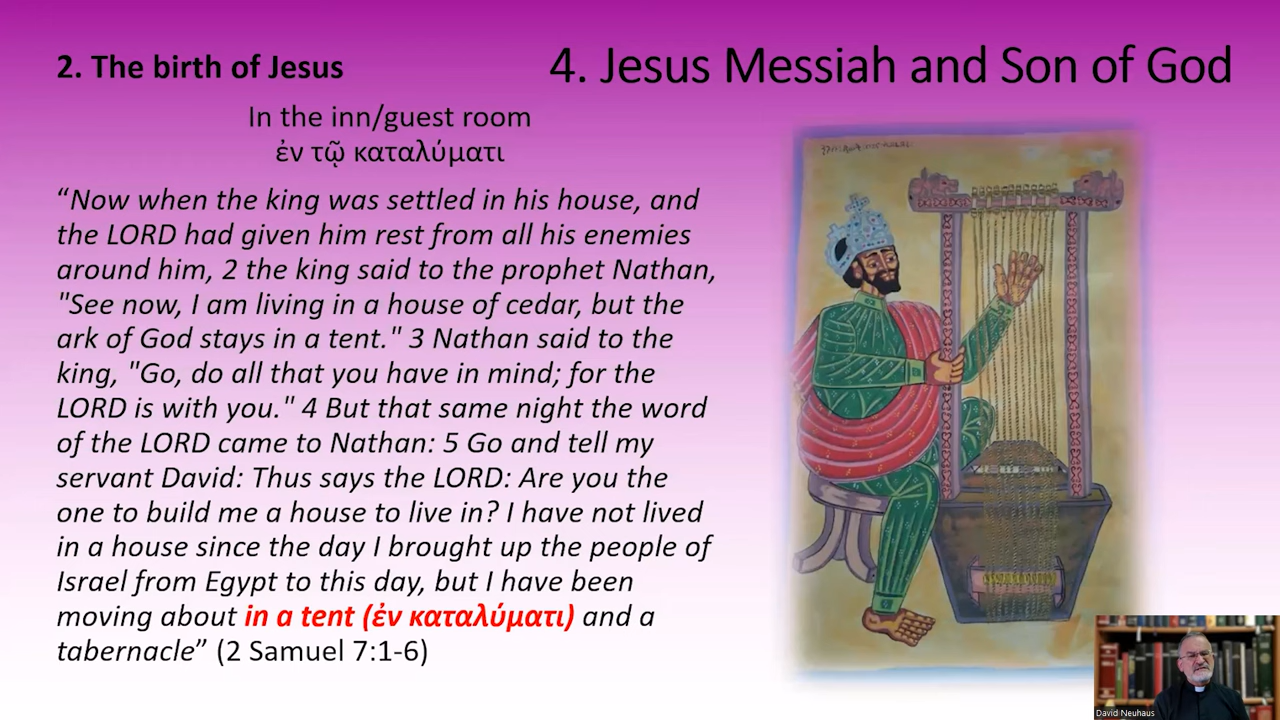 2. The birth of Jesus
4. Jesus Messiah and Son of God
In the inn/guest room
ἐν τῷ καταλύματι
“Now when the king was settled in his house, and
the LORD had given him rest from all his enemies
around him, 2 the king said to the prophet Nathan,
"See now, I am living in a house of cedar, but the
ark of God stays in a tent." 3 Nathan said to the
king, "Go, do all that you have in mind; for the
LORD is with you." 4 But that same night the word
of the LORD came to Nathan: 5 Go and tell my
servant David: Thus says the LORD: Are you the
one to build me a house to live in? I have not lived
in a house since the day I brought up the people of
Israel from Egypt to this day, but I have been
moving about in a tent (ἐν καταλύματι) and a
tabernacle” (2 Samuel 7:1-6)
David Neuhaus